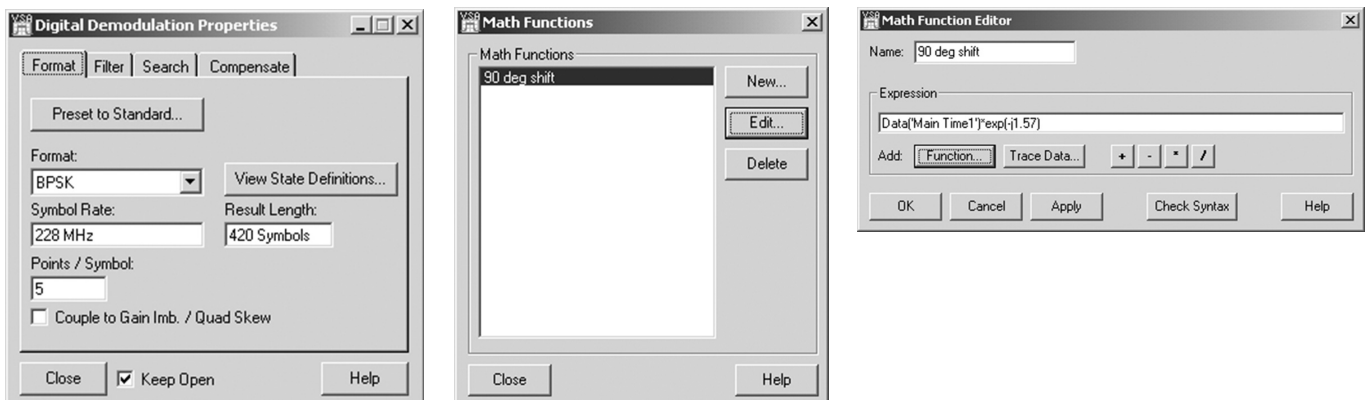 Digital Demodulation Properties
Format Filter Search Compensate
Preset to Standard...
Format:
BPSK
View State Definitions...
Symbol Rate:
Result Length:
228 MHz
420 Symbols
Points / Symbol:
5
Couple to Gain Imb. / Quad Skew
Close
Keep Open
Help
Math Functions
Math Functions
90 deg shift
New...
Edit...
Delete
Close
Help
Math Function Editor
Name: 90 deg shift
Expression
Data('Main Time1')*exp(-j1.57)
Add: Function... Trace Data... + - * /
OK Cancel Apply Check Syntax Help